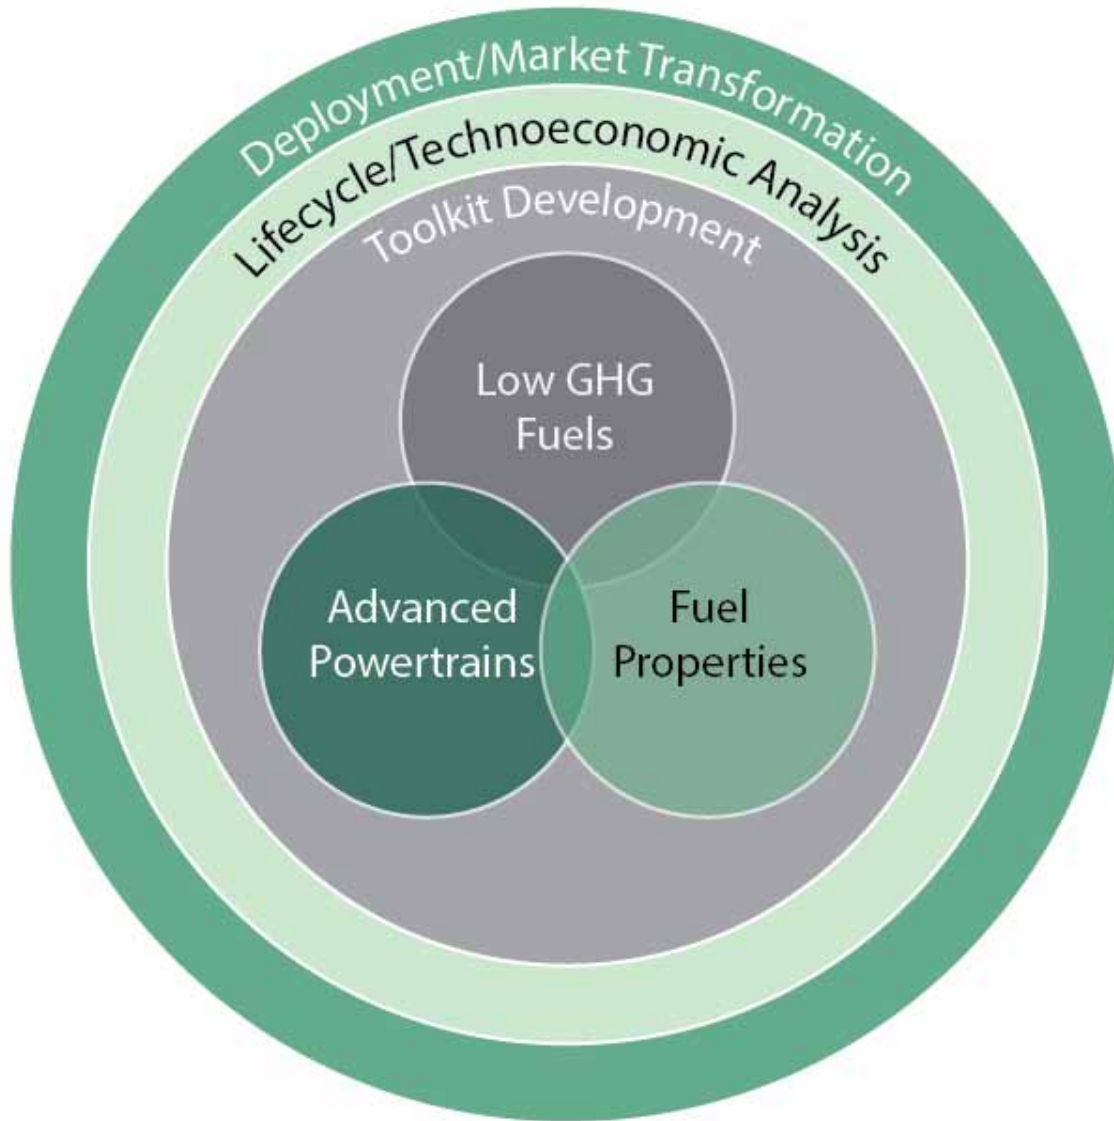 Deployment/Market Transformation
Lifecycle/Technoeconomic Analysis
Toolkit Development
Low GHG
Fuels
Advanced
Powertrains
Fuel
Properties